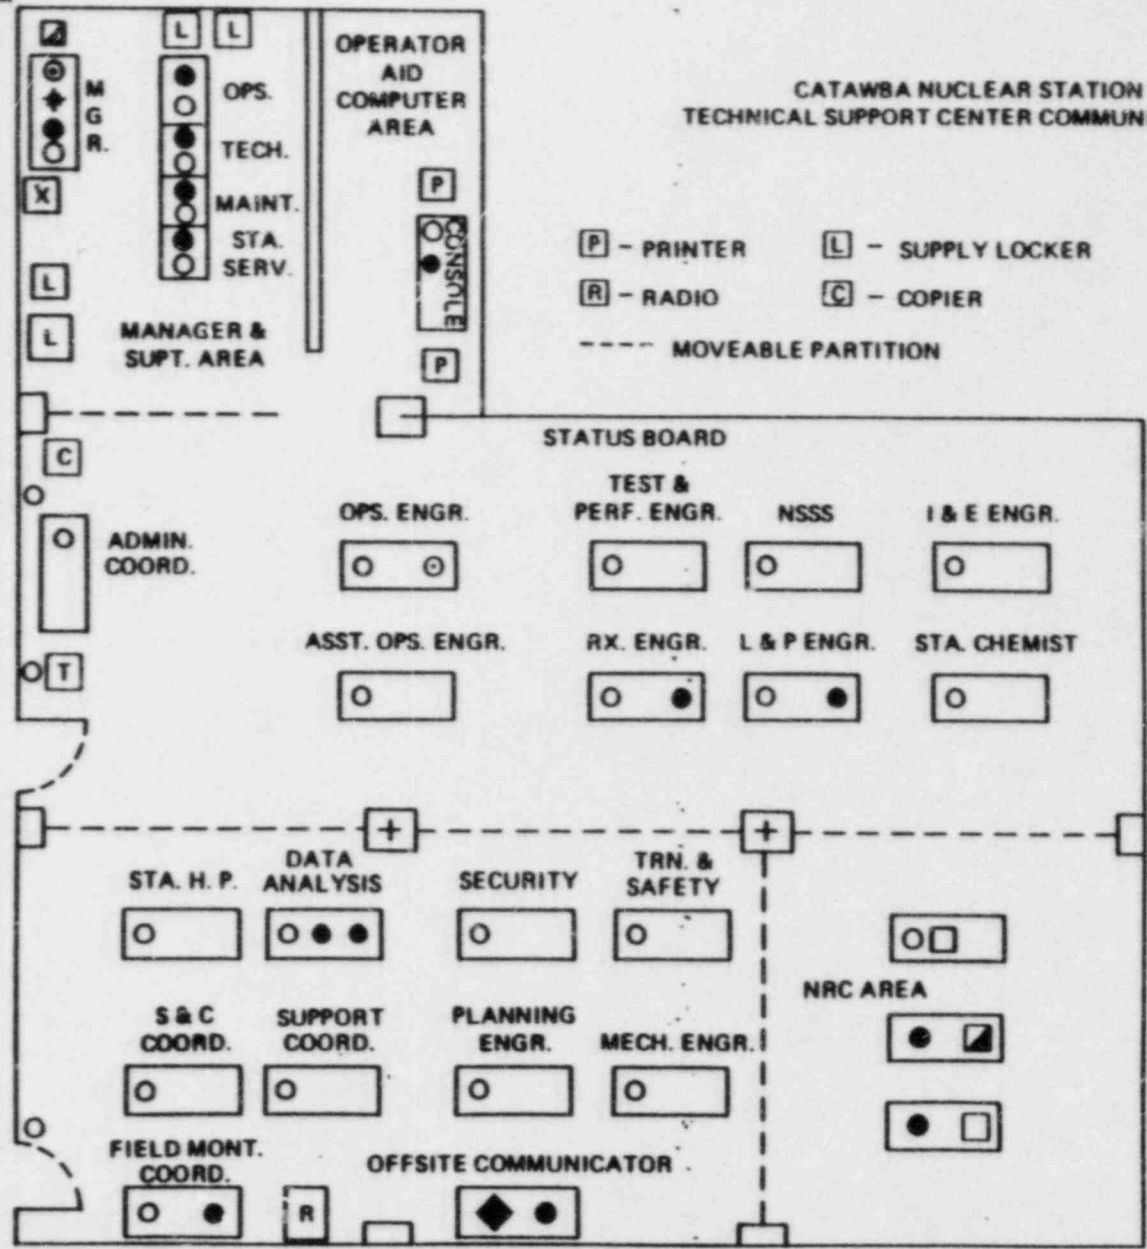 CATAWBA NUCLEAR STATION
TECHNICAL SUPPORT CENTER COMMUN
P - PRINTER
L - SUPPLY LOCKER
R - RADIO
C - COPIER
MOVEABLE PARTITION
L
L
M
G
R.
X
L
L
OPS.
TECH.
MAINT.
STA.
SERV.
MANAGER &
SUPT. AREA
OPERATOR
AID
COMPUTER
AREA
P
CONSOLE
P
STATUS BOARD
C
ADMIN.
COORD.
T
OPS. ENGR.
TEST &
PERF. ENGR.
NSSS
I & E ENGR.
ASST. OPS. ENGR.
RX. ENGR.
L & P ENGR.
STA. CHEMIST
STA. H. P.
DATA
ANALYSIS
SECURITY
TRN. &
SAFETY
NRC AREA
S & C
COORD.
SUPPORT
COORD.
PLANNING
ENGR.
MECH. ENGR.
FIELD MONT.
COORD.
R
OFFSITE COMMUNICATOR